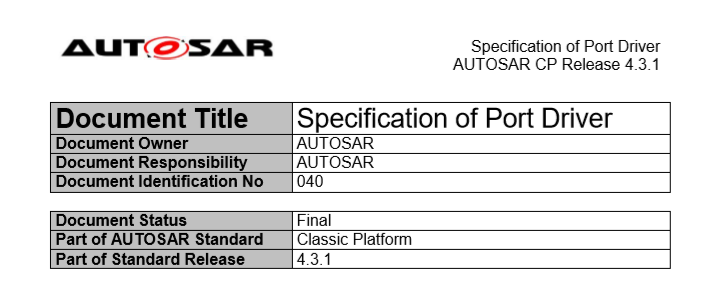 AUTOSAR
Specification of Port Driver
AUTOSAR CP Release 4.3.1
Document Title Specification of Port Driver
Document Owner AUTOSAR
Document Responsibility AUTOSAR
Document Identification No 040
Document Status Final
Part of AUTOSAR Standard Classic Platform
Part of Standard Release 4.3.1